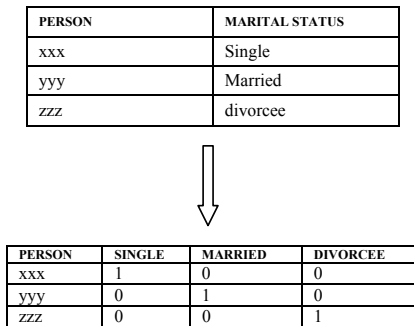 PERSON MARITAL STATUS
xxx Single
yyy Married
zzz divorcee
PERSON SINGLE MARRIED DIVORCEE
xxx 1 0 0
yyy 0 1 0
zzz 0 0 1